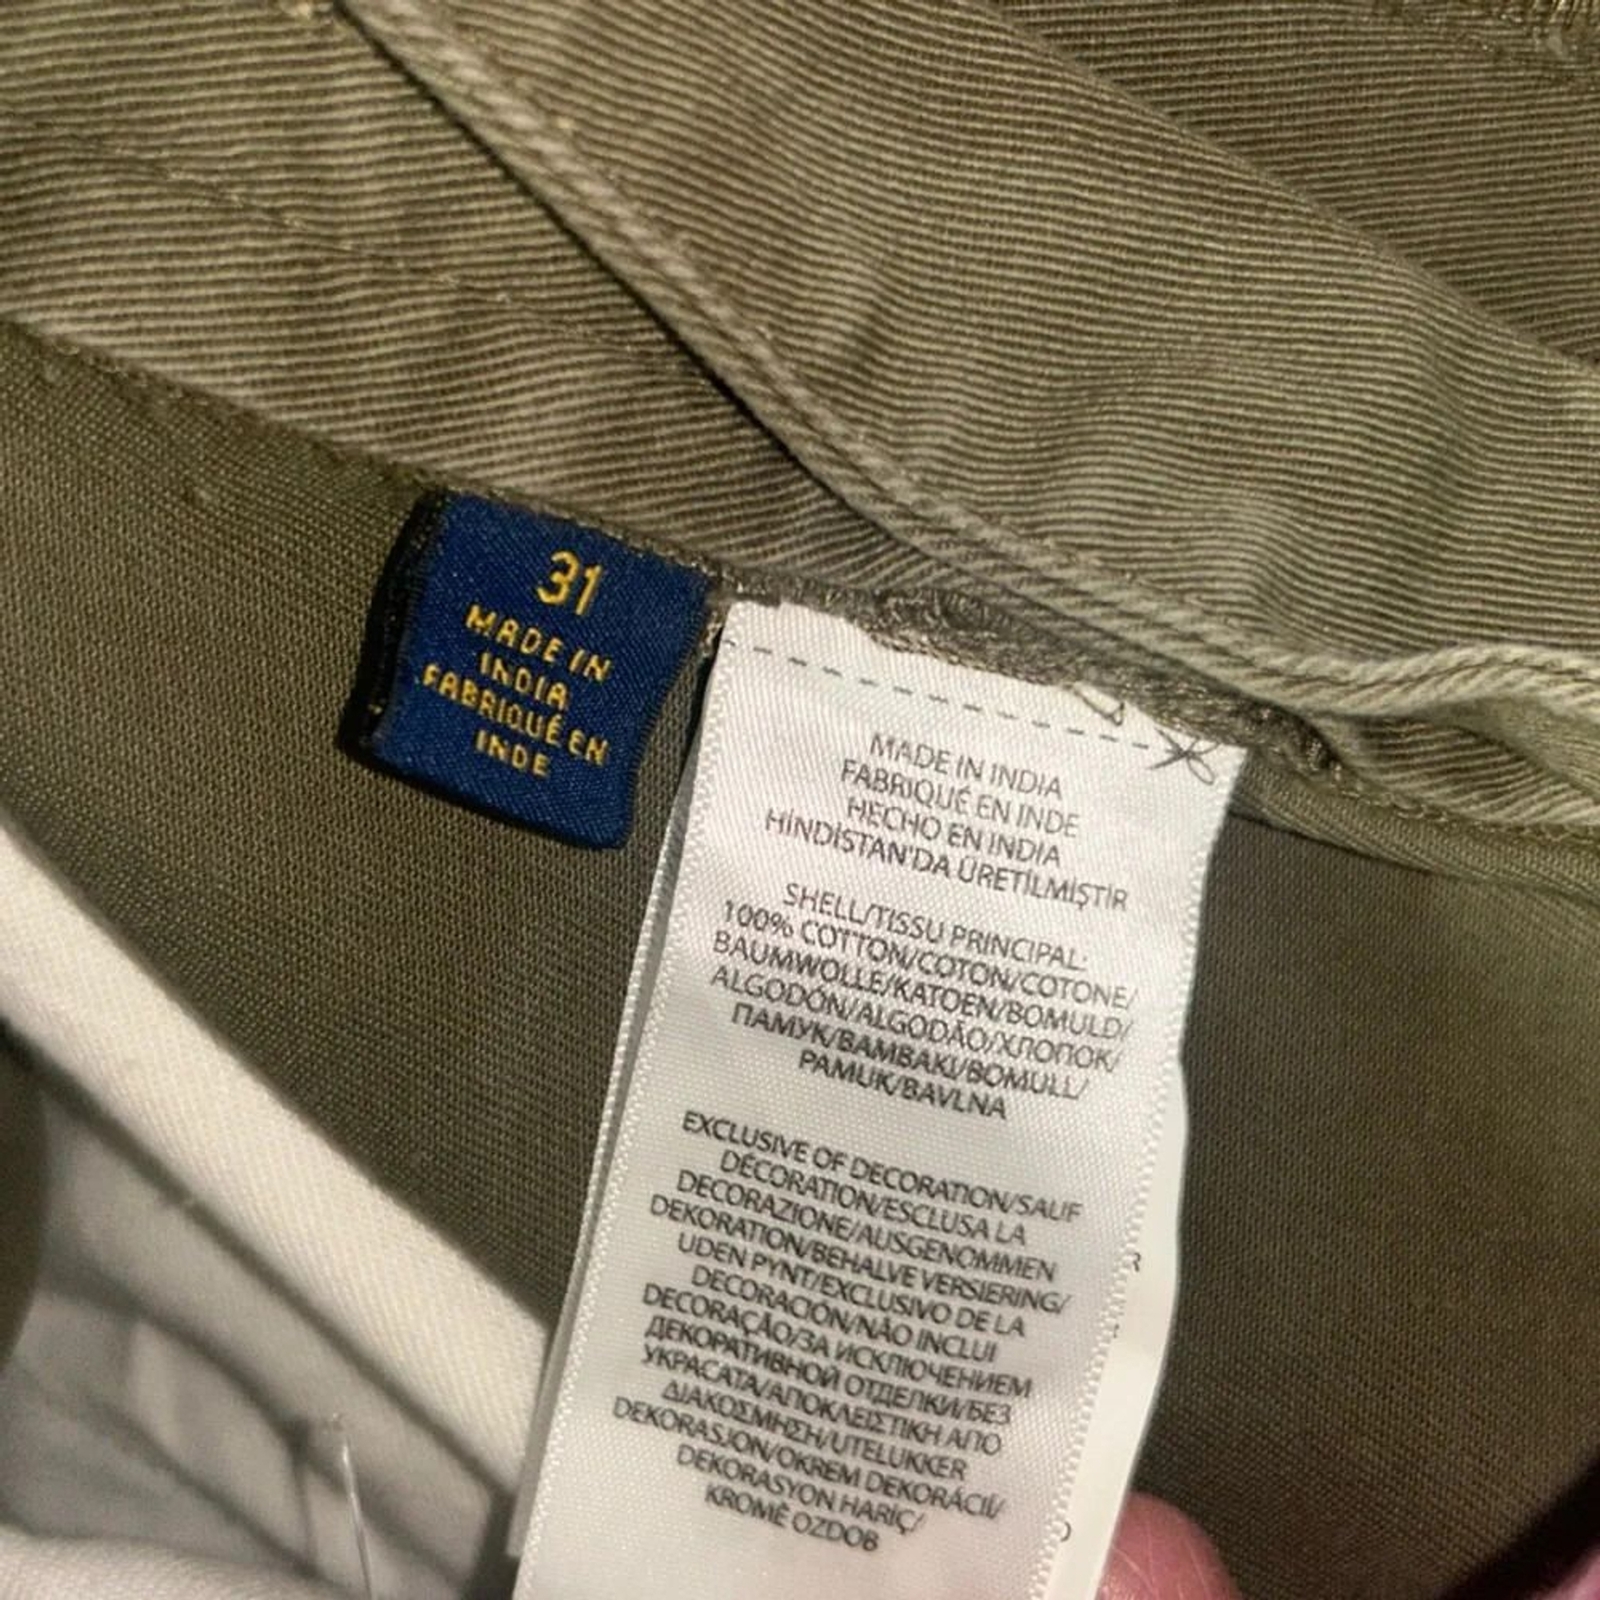 31
MADE IN
INDIA
FABRIQUÉ EN
INDE
MADE IN INDIA
FABRIQUÉ EN INDE
HECHO EN INDIA
HİNDİSTAN'DA ÜRETİLMİŞTİR
SHELL/TISSU PRINCIPAL:
100% COTTON/COTON/COTONE/
BAUMWOLLE/KATOEN/BOMULD/
ALGODÓN/ALGODÃO/ХЛОПОК/
ПАМУК/BAMBAKI/BOMULL/
PAMUK/BAVLNA
EXCLUSIVE OF DECORATION/SAUF
DÉCORATION/ESCLUSA LA
DECORAZIONE/AUSGENOMMEN
DEKORATION/BEHALVE VERSIERING/
UDEN PYNT/EXCLUSIVO DE LA
DECORACIÓN/NÃO INCLUI
DECORAÇÃO/ЗА ИСКЛЮЧЕНИЕМ
ДЕКОРАТИВНОЙ ОТДЕЛКИ/БЕЗ
УКРАСАТА/ΑΠΟΚΛΕΙΣΤΙΚΗ ΑΠΟ
ΔΙΑΚΟΣΜΗΣΗ/UTELUKKER
DEKORASJON/OKREM DEKORÁCIÍ/
DEKORASYON HARİÇ/
KROMĚ OZDOB